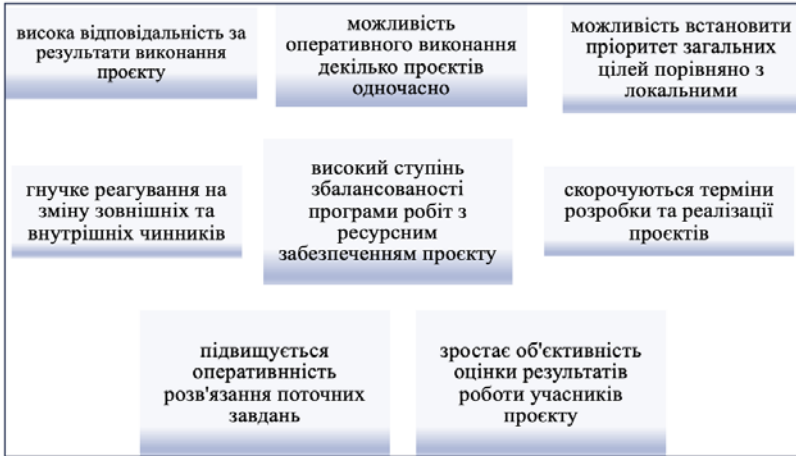 висока відповідальність за
результати виконання
проєкту
можливість
оперативного виконання
декілько проєктів
одночасно
можливість встановити
пріоритет загальних
цілей порівняно з
локальними
гнучке реагування на
зміну зовнішніх та
внутрішніх чинників
високий ступінь
збалансованості
програми робіт з
ресурсним
забезпеченням проєкту
скорочуються терміни
розробки та реалізації
проєктів
підвищується
оперативнність
розв'язання поточних
завдань
зростає об'єктивність
оцінки результатів
роботи учасників
проєкту